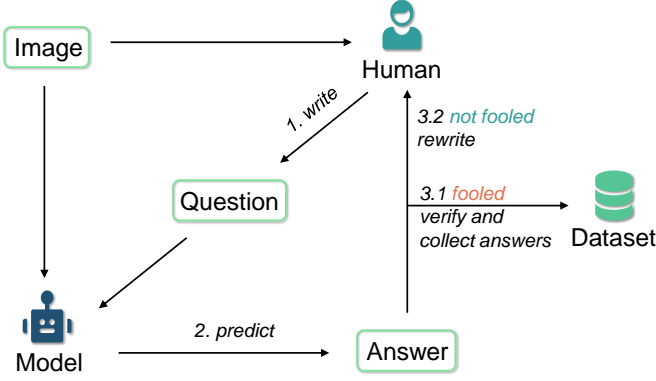 Image
Human
1. write
3.2 not fooled
rewrite
Question
3.1 fooled
verify and
collect answers
Dataset
2. predict
Model
Answer